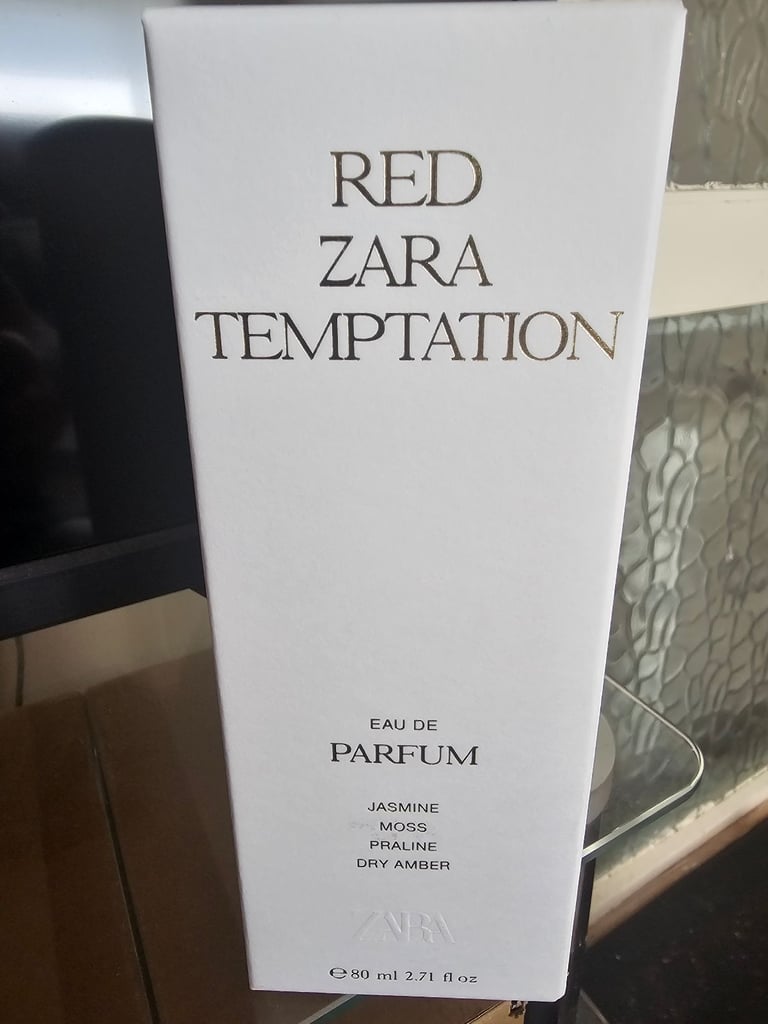 RED
ZARA
TEMPTATION
EAU DE
PARFUM
JASMINE
MOSS
PRALINE
DRY AMBER
ZARA
℮80 ml 2.71 fl oz